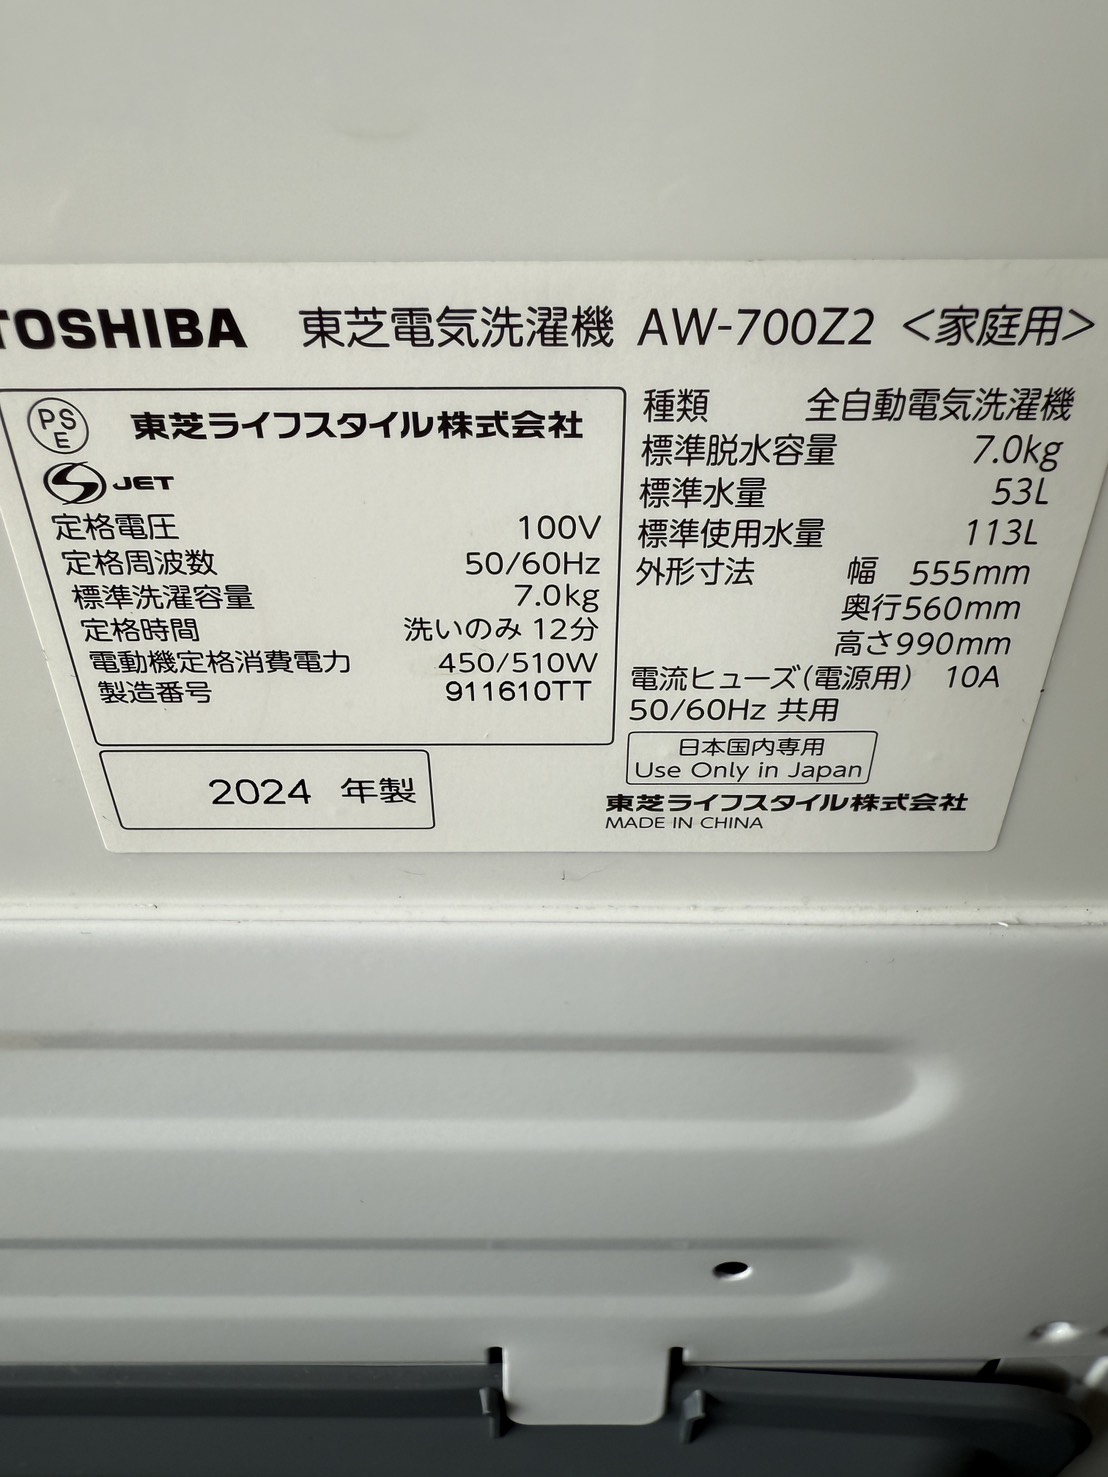 TOSHIBA 東芝電気洗濯機 AW-700Z2 <家庭用>
PSE 東芝ライフスタイル株式会社
S JET
定格電圧 100V
定格周波数 50/60Hz
標準洗濯容量 7.0kg
定格時間 洗いのみ 12分
電動機定格消費電力 450/510W
製造番号 911610TT
2024 年製
種類 全自動電気洗濯機
標準脱水容量 7.0kg
標準水量 53L
標準使用水量 113L
外形寸法 幅 555mm
奥行560mm
高さ990mm
電流ヒューズ(電源用) 10A
50/60Hz 共用
日本国内専用
Use Only in Japan
東芝ライフスタイル株式会社
MADE IN CHINA